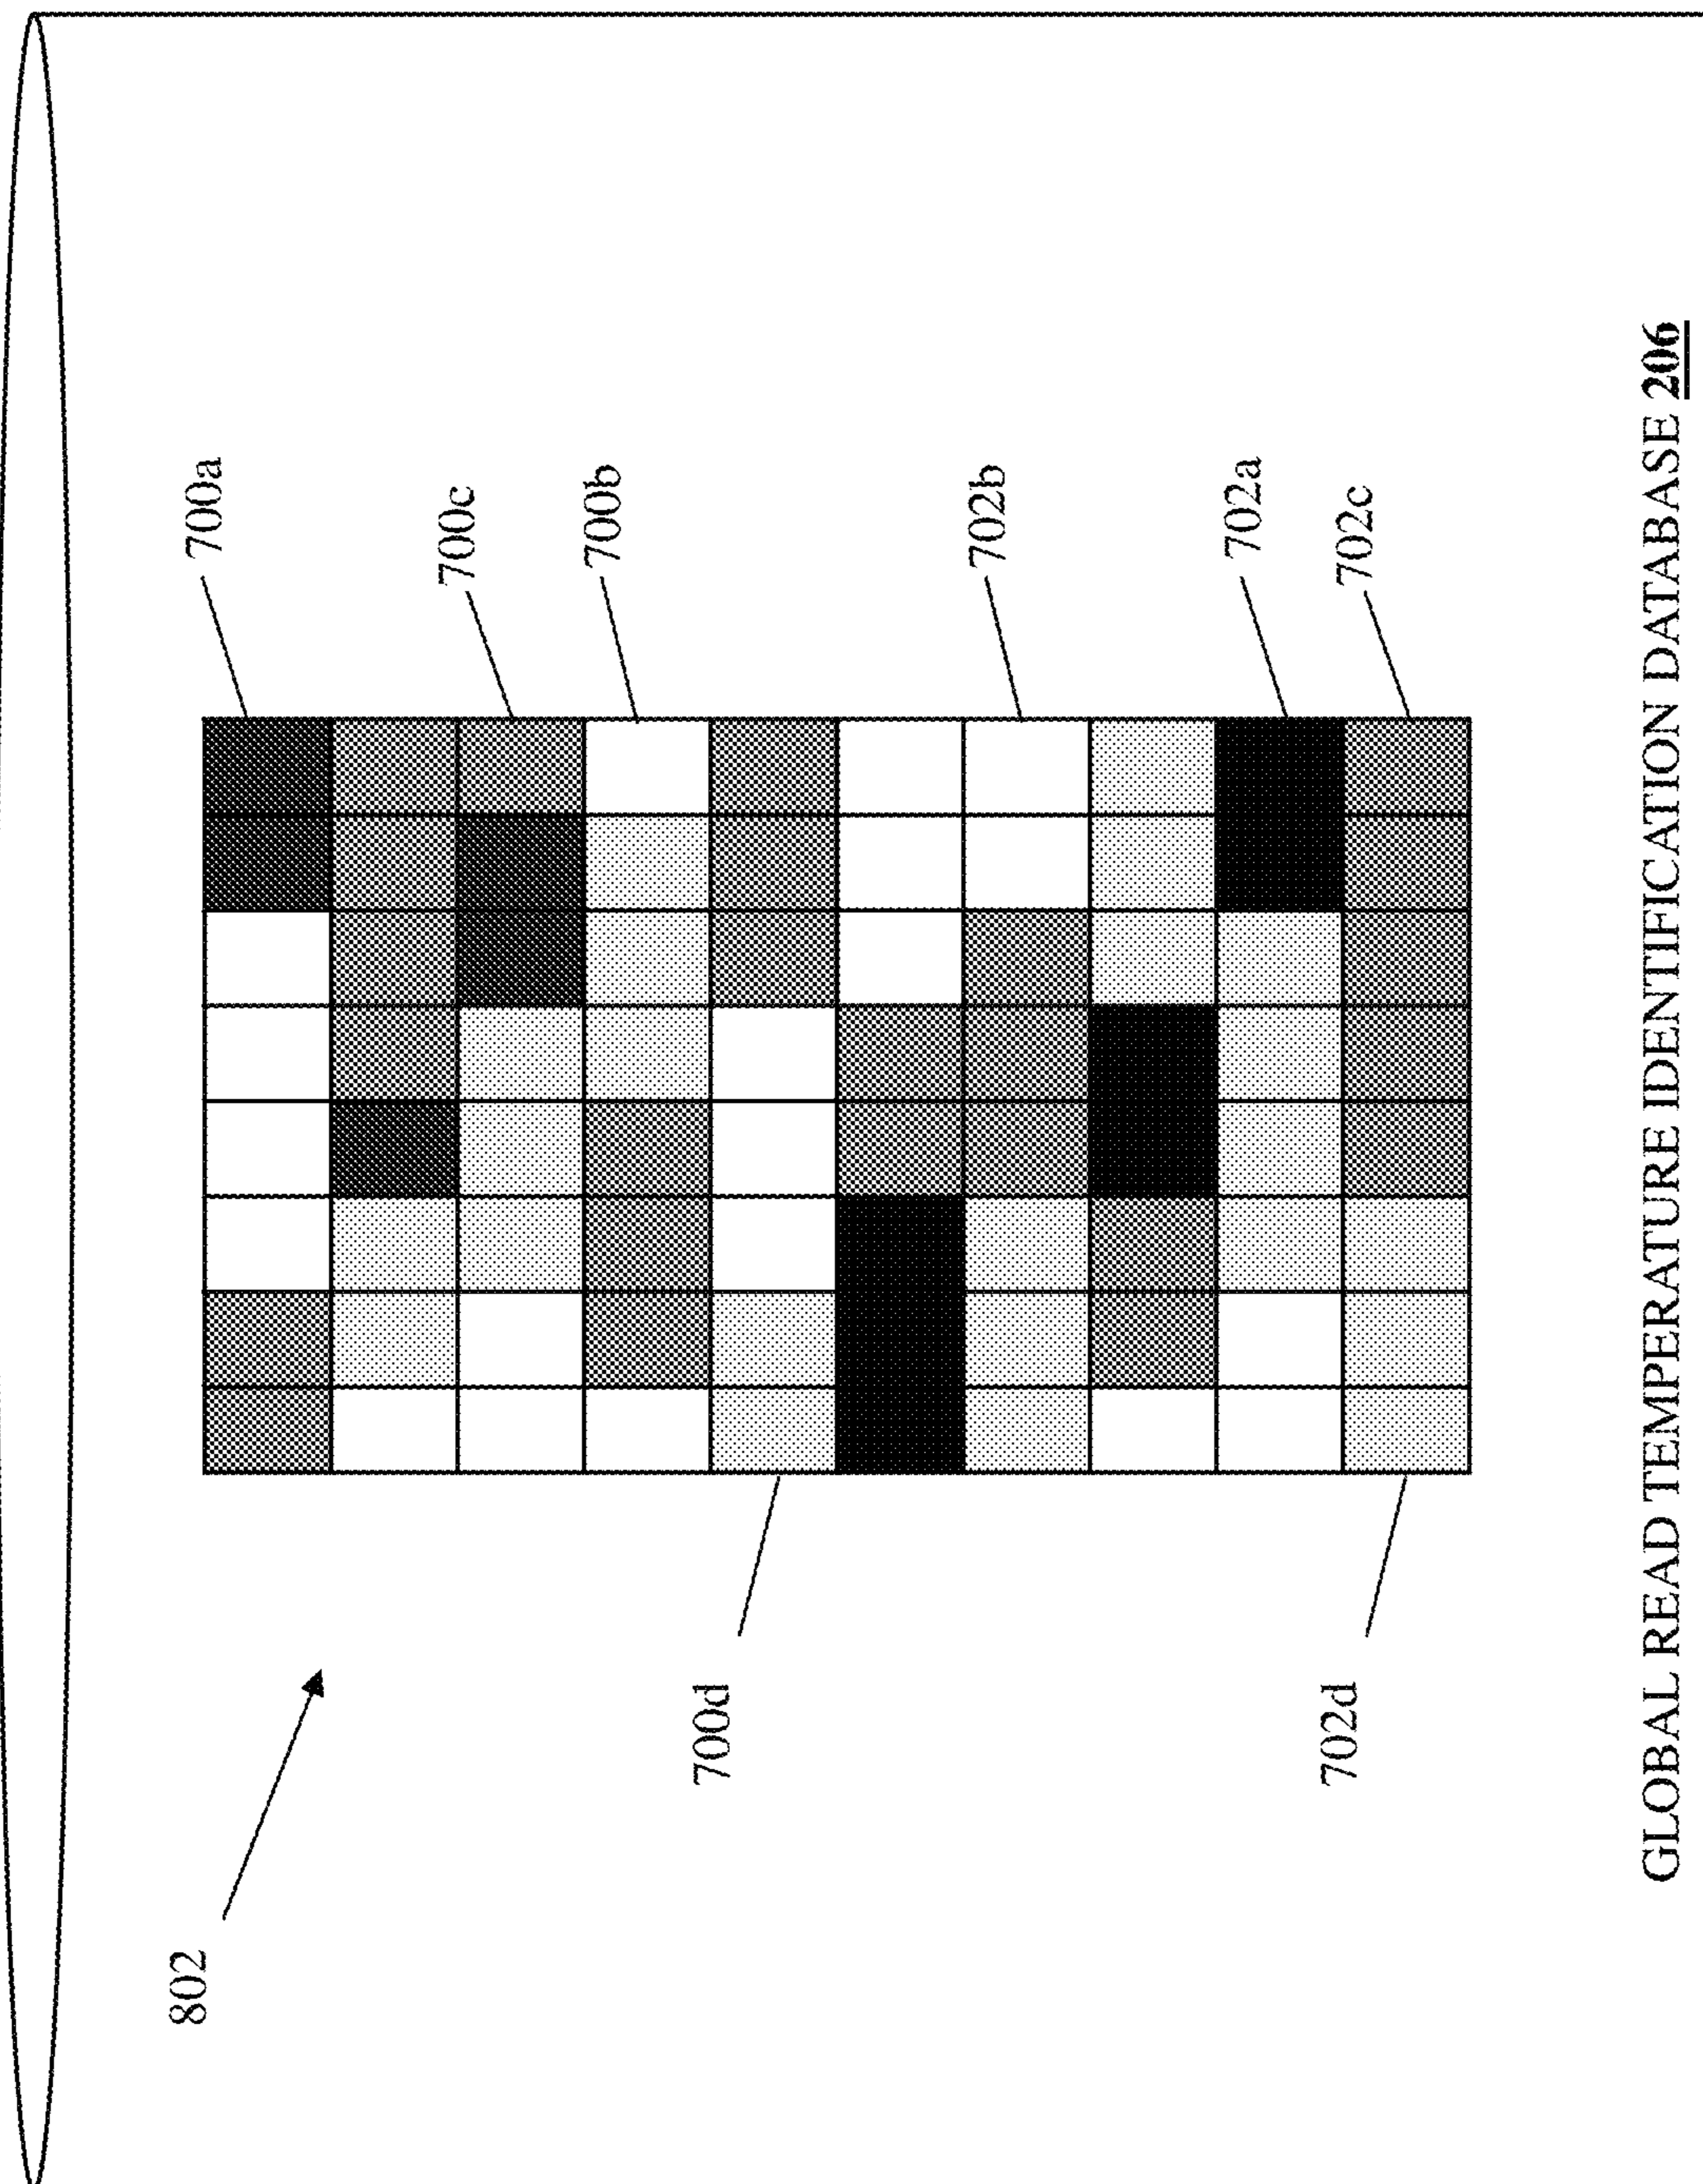 802
700a
700c
700b
700d
702b
702a
702d
702c
GLOBAL READ TEMPERATURE IDENTIFICATION DATABASE 206